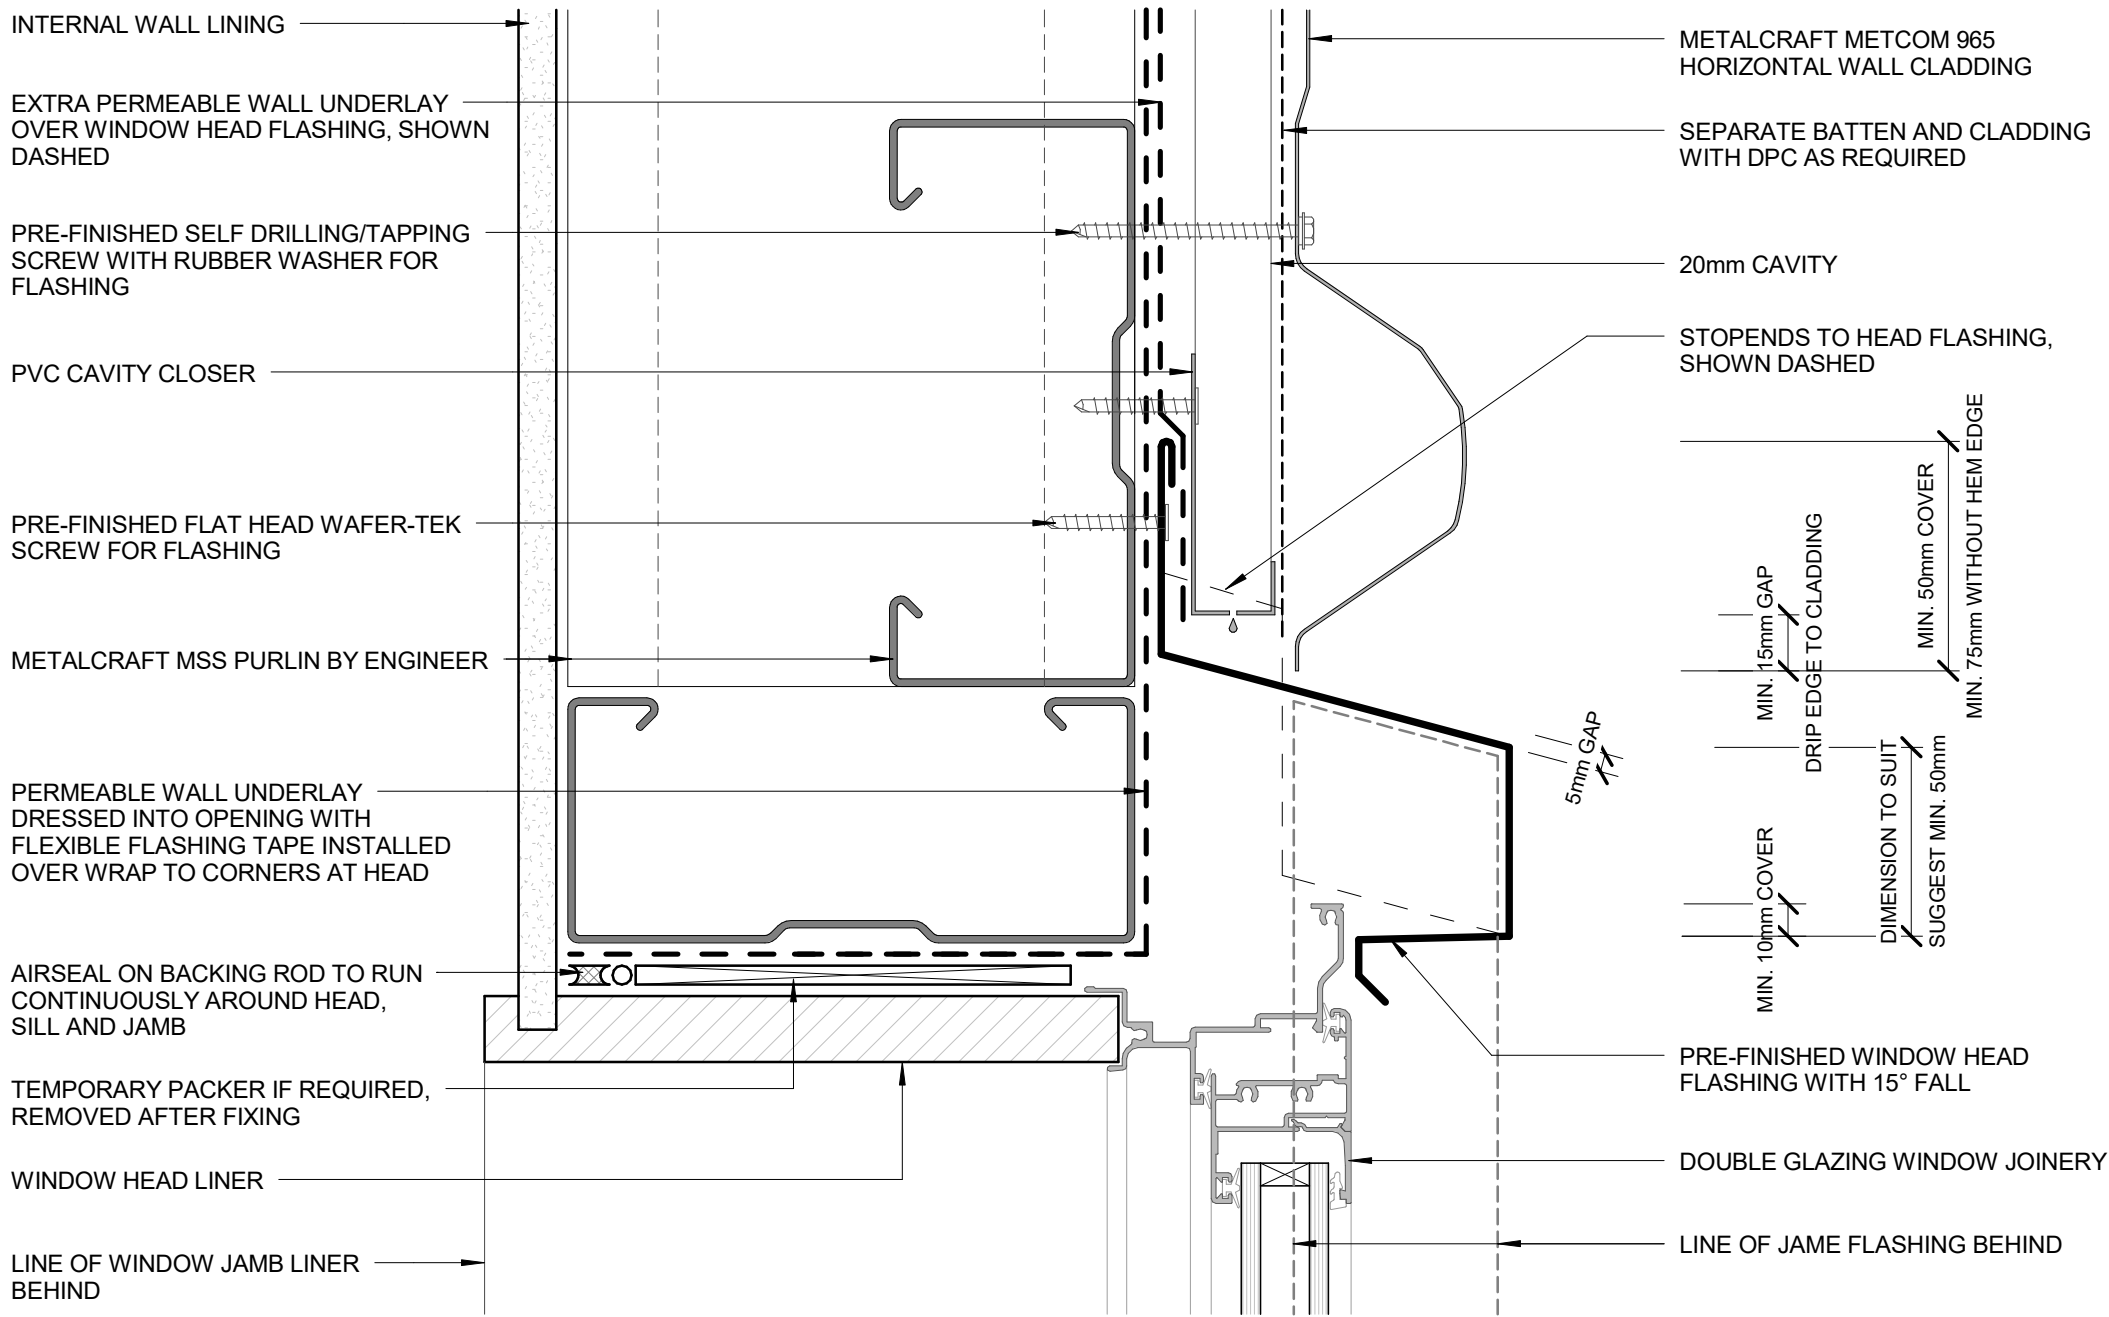 INTERNAL WALL LINING
EXTRA PERMEABLE WALL UNDERLAY
OVER WINDOW HEAD FLASHING, SHOWN
DASHED
PRE-FINISHED SELF DRILLING/TAPPING
SCREW WITH RUBBER WASHER FOR
FLASHING
PVC CAVITY CLOSER
PRE-FINISHED FLAT HEAD WAFER-TEK
SCREW FOR FLASHING
METALCRAFT MSS PURLIN BY ENGINEER
PERMEABLE WALL UNDERLAY
DRESSED INTO OPENING WITH
FLEXIBLE FLASHING TAPE INSTALLED
OVER WRAP TO CORNERS AT HEAD
AIRSEAL ON BACKING ROD TO RUN
CONTINUOUSLY AROUND HEAD,
SILL AND JAMB
TEMPORARY PACKER IF REQUIRED,
REMOVED AFTER FIXING
WINDOW HEAD LINER
LINE OF WINDOW JAMB LINER
BEHIND
METALCRAFT METCOM 965
HORIZONTAL WALL CLADDING
SEPARATE BATTEN AND CLADDING
WITH DPC AS REQUIRED
20mm CAVITY
STOPENDS TO HEAD FLASHING,
SHOWN DASHED
MIN. 15mm GAP
DRIP EDGE TO CLADDING
MIN. 50mm COVER
MIN. 75mm WITHOUT HEM EDGE
5mm GAP
MIN. 10mm COVER
DIMENSION TO SUIT
SUGGEST MIN. 50mm
PRE-FINISHED WINDOW HEAD
FLASHING WITH 15° FALL
DOUBLE GLAZING WINDOW JOINERY
LINE OF JAME FLASHING BEHIND